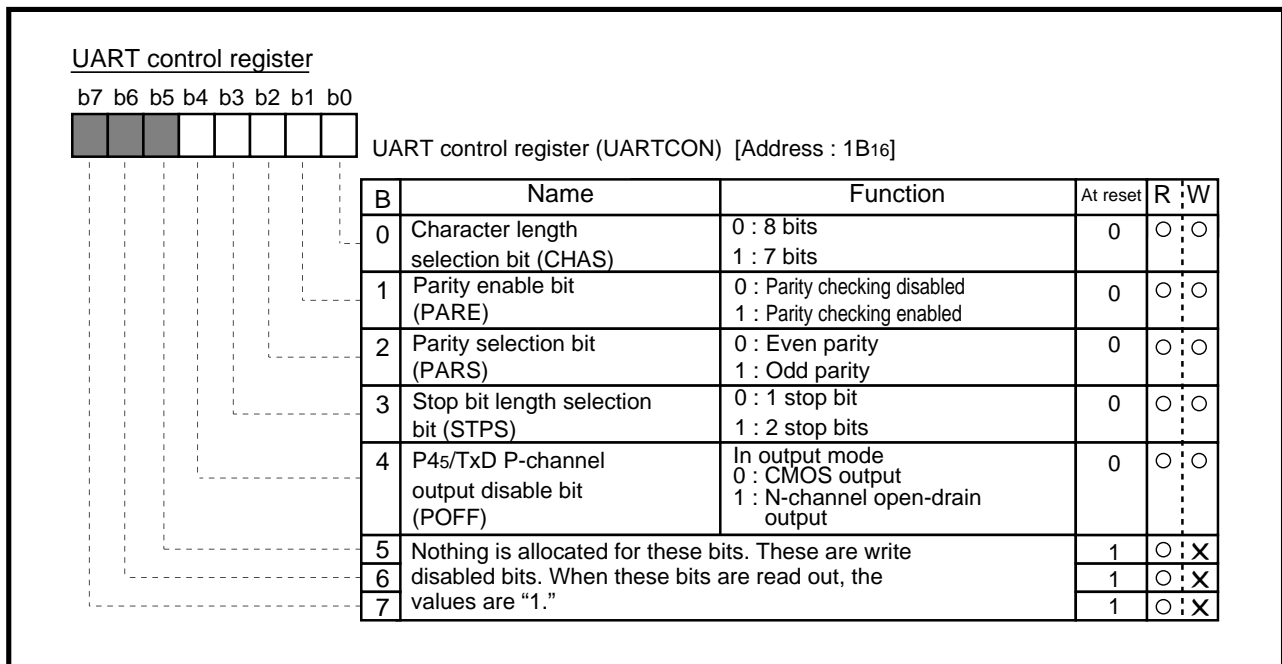 UART control register
b7 b6 b5 b4 b3 b2 b1 b0
UART control register (UARTCON) [Address : 1B16]
B Name Function At reset R W
0 Character length selection bit (CHAS) 0 : 8 bits 1 : 7 bits 0 ○ ○
1 Parity enable bit (PARE) 0 : Parity checking disabled 1 : Parity checking enabled 0 ○ ○
2 Parity selection bit (PARS) 0 : Even parity 1 : Odd parity 0 ○ ○
3 Stop bit length selection bit (STPS) 0 : 1 stop bit 1 : 2 stop bits 0 ○ ○
4 P45/TxD P-channel output disable bit (POFF) In output mode 0 : CMOS output 1 : N-channel open-drain output 0 ○ ○
5 Nothing is allocated for these bits. These are write 1 ○ ×
6 disabled bits. When these bits are read out, the 1 ○ ×
7 values are “1.” 1 ○ ×